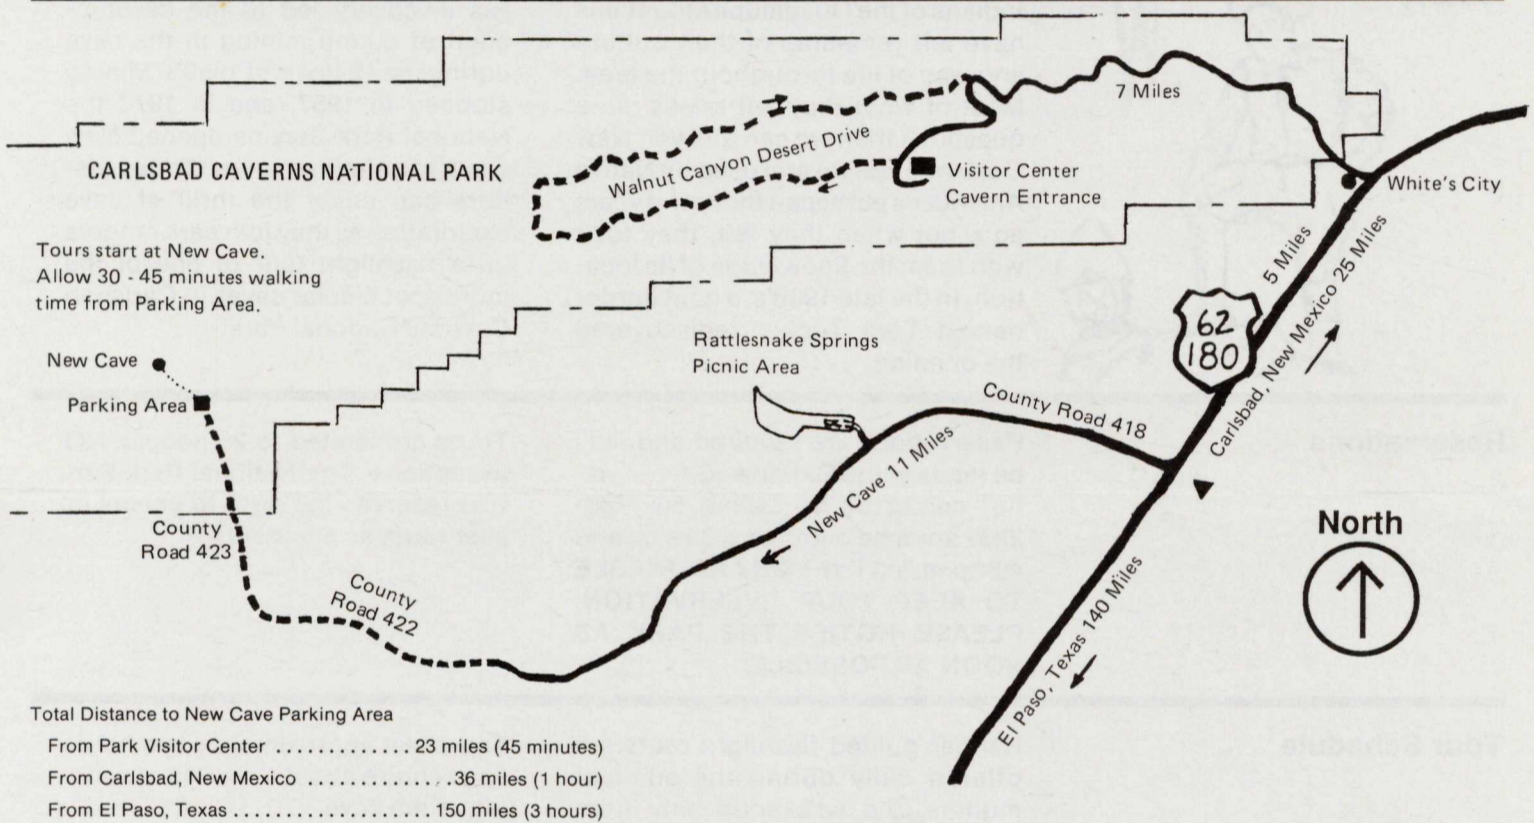 7 Miles
Walnut Canyon Desert Drive
CARLSBAD CAVERNS NATIONAL PARK
Visitor Center
Cavern Entrance
White's City
Tours start at New Cave.
Allow 30 - 45 minutes walking
time from Parking Area.
5 Miles
Carlsbad, New Mexico 25 Miles
62
180
New Cave
Parking Area
Rattlesnake Springs
Picnic Area
County Road 418
New Cave 11 Miles
County
Road 423
County
Road 422
North
El Paso, Texas 140 Miles
Total Distance to New Cave Parking Area
From Park Visitor Center .............. 23 miles (45 minutes)
From Carlsbad, New Mexico ............... 36 miles (1 hour)
From El Paso, Texas ................... 150 miles (3 hours)